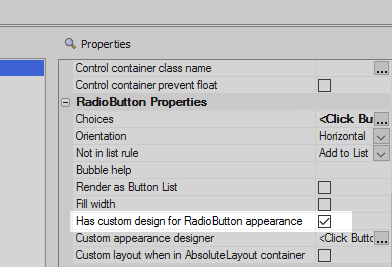 Properties
Control container class name ...
Control container prevent float
RadioButton Properties
Choices <Click B ...
Orientation Horizontal
Not in list rule Add to List
Bubble help
Render as Button List
Fill width
Has custom design for RadioButton appearance
Custom appearance designer <Click Butto ...
Custom layout when in AbsoluteLayout container